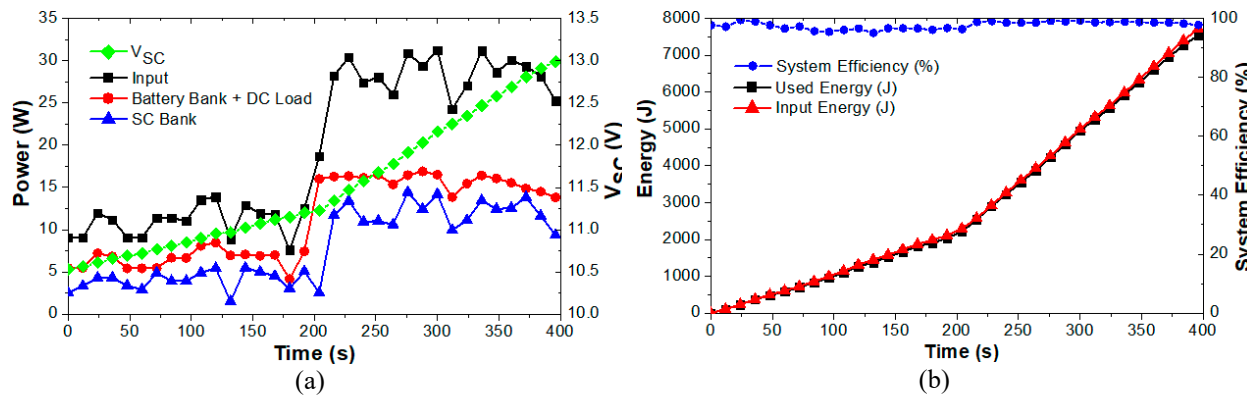 35
30
25
20
15
10
5
0
Power (W)
V_SC
Input
Battery Bank + DC Load
SC Bank
13.5
13.0
12.5
12.0
11.5
11.0
10.5
10.0
V_SC (V)
0 50 100 150 200 250 300 350 400
Time (s)
(a)
8000
7000
6000
5000
4000
3000
2000
1000
0
Energy (J)
System Efficiency (%)
Used Energy (J)
Input Energy (J)
100
80
60
40
20
0
System Efficiency (%)
0 50 100 150 200 250 300 350 400
Time (s)
(b)